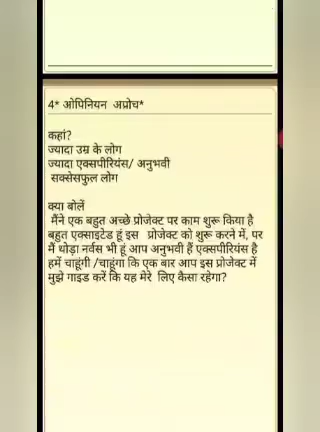 4* ओपिनियन अप्रोच*
कहां?
ज्यादा उम्र के लोग
ज्यादा एक्सपीरियंस/ अनुभवी
सक्सेसफुल लोग
क्या बोलें
मैंने एक बहुत अच्छे प्रोजेक्ट पर काम शुरू किया है
बहुत एक्साइटेड हूं इस प्रोजेक्ट को शुरू करने में, पर
मैं थोड़ा नर्वस भी हूं आप अनुभवी हैं एक्सपीरियंस है
हमें चाहूंगी /चाहूंगा कि एक बार आप इस प्रोजेक्ट में
मुझे गाइड करें कि यह मेरे लिए कैसा रहेगा?